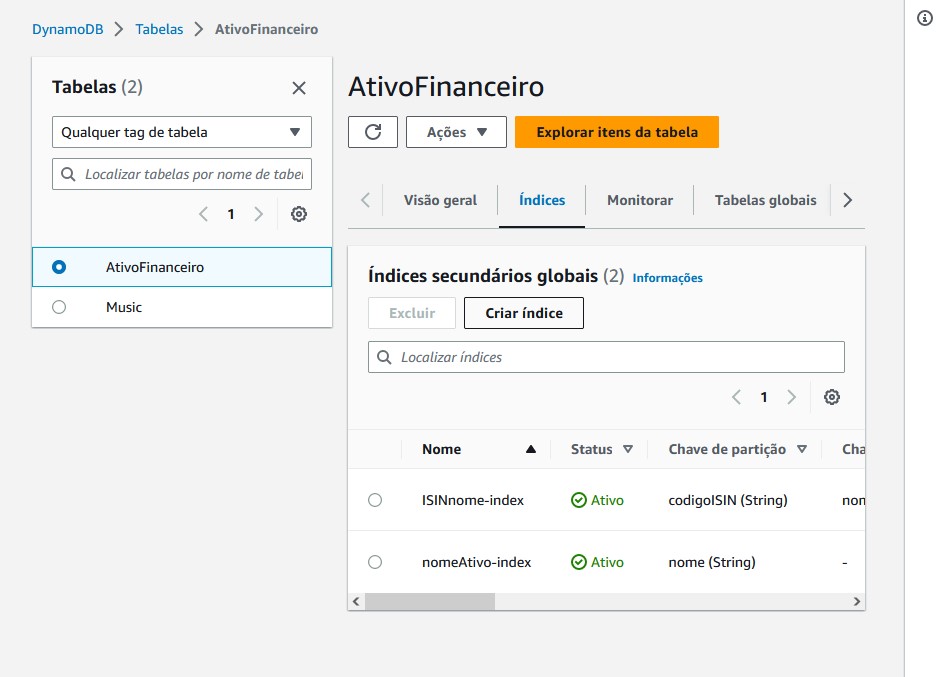 DynamoDB > Tabelas > AtivoFinanceiro
Tabelas (2)
Qualquer tag de tabela
Localizar tabelas por nome de tabel
1
AtivoFinanceiro
Music
AtivoFinanceiro
Ações
Explorar itens da tabela
Visão geral
Índices
Monitorar
Tabelas globais
Índices secundários globais (2) Informações
Excluir
Criar índice
Localizar índices
1
Nome Status Chave de partição Cha
ISINnome-index Ativo codigoISIN (String) nom
nomeAtivo-index Ativo nome (String) -